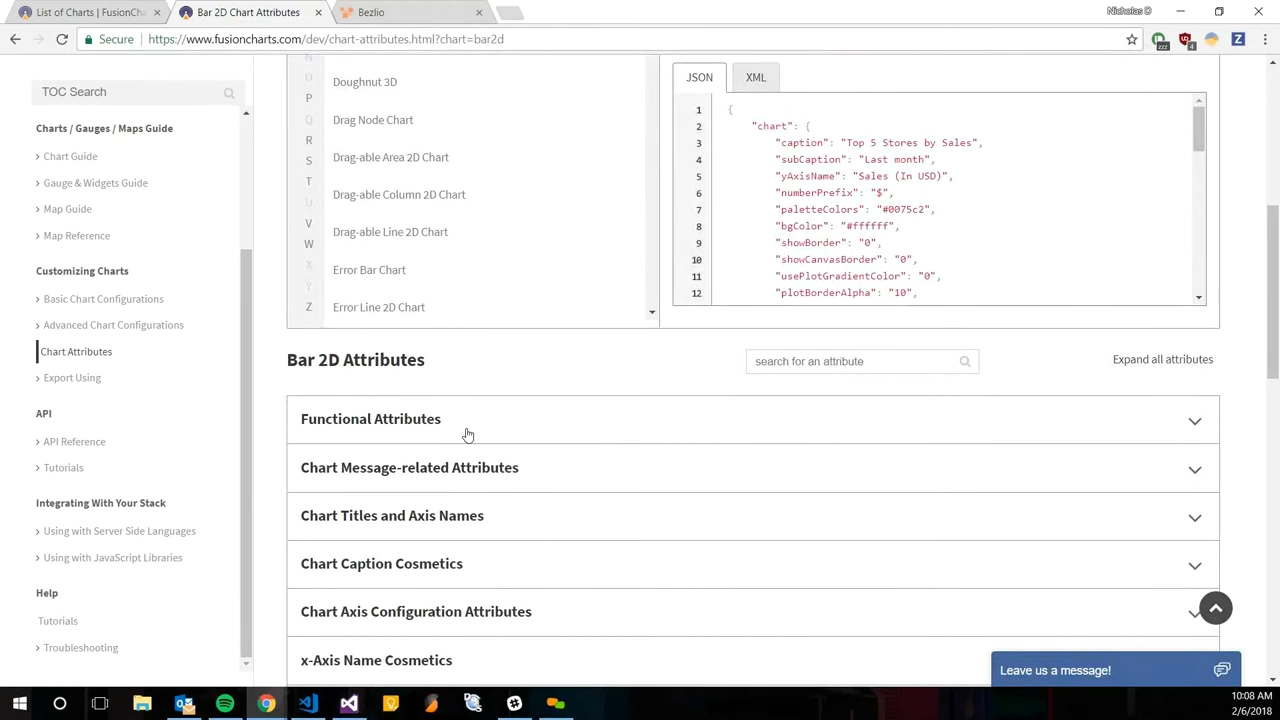 List of Charts | FusionCha
Bar 2D Chart Attributes
Bezlio
Nicholas D
Secure
https://www.fusioncharts.com/dev/chart-attributes.html?chart=bar2d
TOC Search
Charts / Gauges / Maps Guide
Chart Guide
Gauge & Widgets Guide
Map Guide
Map Reference
Customizing Charts
Basic Chart Configurations
Advanced Chart Configurations
Chart Attributes
Export Using
API
API Reference
Tutorials
Integrating With Your Stack
Using with Server Side Languages
Using with JavaScript Libraries
Help
Tutorials
Troubleshooting
N
O
P
Q
R
S
T
U
V
W
X
Y
Z
Doughnut 3D
Drag Node Chart
Drag-able Area 2D Chart
Drag-able Column 2D Chart
Drag-able Line 2D Chart
Error Bar Chart
Error Line 2D Chart
JSON
XML
1 {
2 "chart": {
3 "caption": "Top 5 Stores by Sales",
4 "subCaption": "Last month",
5 "yAxisName": "Sales (In USD)",
6 "numberPrefix": "$",
7 "paletteColors": "#0075c2",
8 "bgColor": "#ffffff",
9 "showBorder": "0",
10 "showCanvasBorder": "0",
11 "usePlotGradientColor": "0",
12 "plotBorderAlpha": "10",
Bar 2D Attributes
search for an attribute
Expand all attributes
Functional Attributes
Chart Message-related Attributes
Chart Titles and Axis Names
Chart Caption Cosmetics
Chart Axis Configuration Attributes
x-Axis Name Cosmetics
Leave us a message!
10:08 AM
2/6/2018